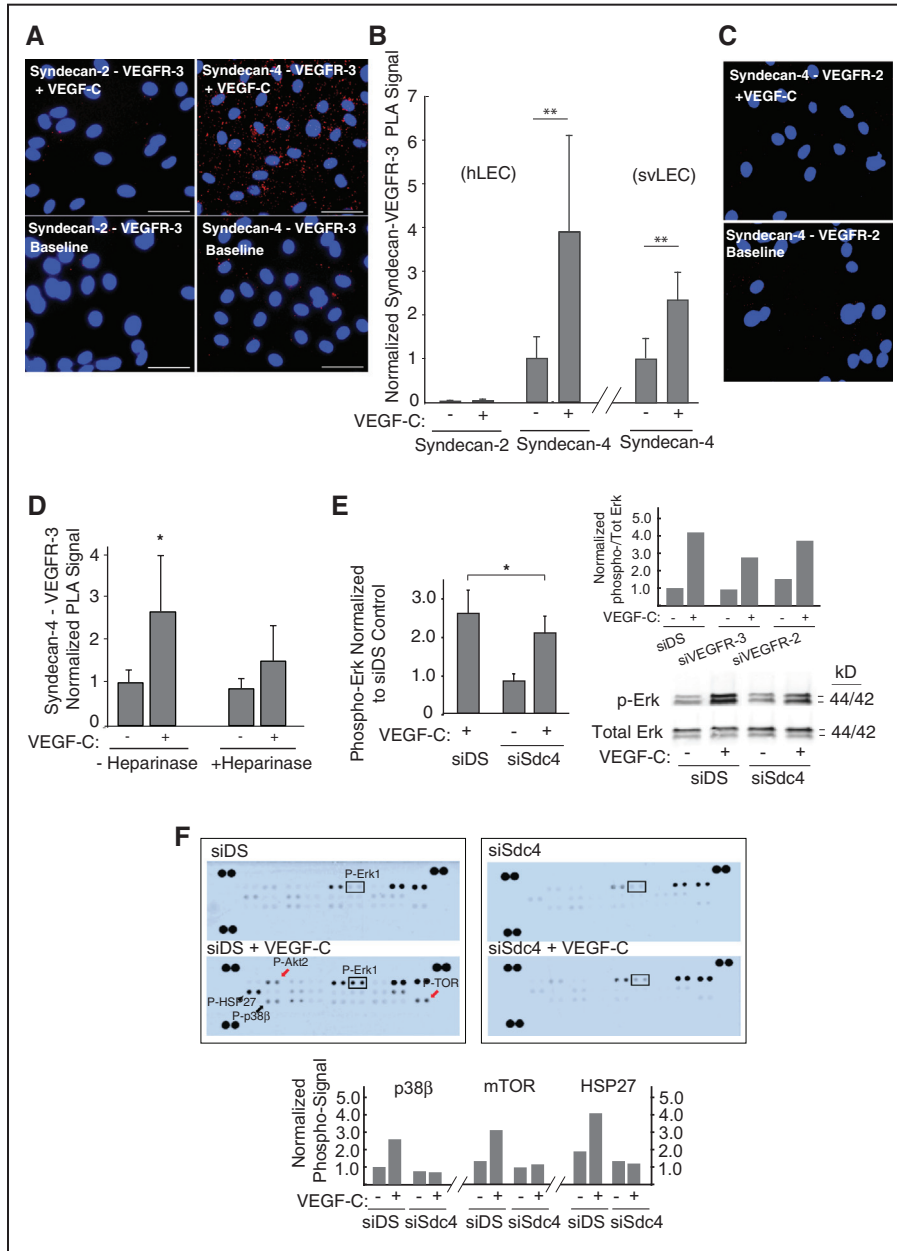 A
Syndecan-2 - VEGFR-3
+ VEGF-C
Syndecan-4 - VEGFR-3
+ VEGF-C
Syndecan-2 - VEGFR-3
Baseline
Syndecan-4 - VEGFR-3
Baseline
B
Normalized Syndecan-VEGFR-3 PLA Signal
7
6
5
4
3
2
1
0
**
(hLEC)
(svLEC)
**
VEGF-C:
- + - + - +
Syndecan-2 Syndecan-4 Syndecan-4
C
Syndecan-4 - VEGFR-2
+VEGF-C
Syndecan-4 - VEGFR-2
Baseline
D
Syndecan-4 - VEGFR-3
Normalized PLA Signal
4
2
1
0
*
VEGF-C: - + - +
- Heparinase +Heparinase
E
Phospho-Erk Normalized
to siDS Control
3.0
2.0
1.0
0
*
VEGF-C: + - +
siDS siSdc4
Normalized
phospho-/Tot Erk
5.0
4.0
3.0
2.0
1.0
VEGF-C: - + - + - +
siDS siVEGFR-3 siVEGFR-2
kD
p-Erk 44/42
Total Erk 44/42
VEGF-C: - + - +
siDS siSdc4
F
siDS
P-Erk1
siDS + VEGF-C
P-Akt2
P-Erk1
P-TOR
P-HSP27
P-p38β
siSdc4
siSdc4 + VEGF-C
Normalized
Phospho-Signal
5.0
4.0
3.0
2.0
1.0
p38β mTOR HSP27
5.0
4.0
3.0
2.0
1.0
VEGF-C: - + - + - + - + - + - +
siDS siSdc4 siDS siSdc4 siDS siSdc4